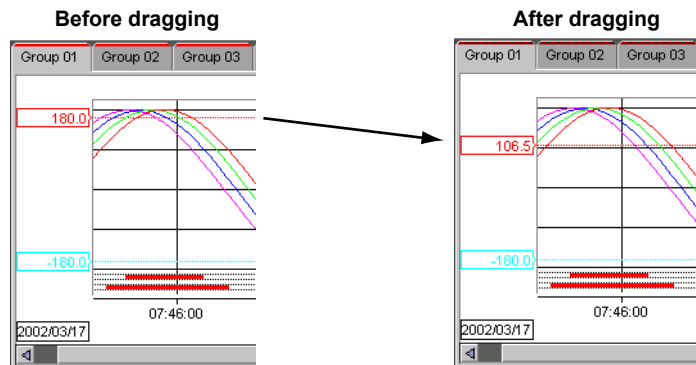 Before dragging
After dragging
Group 01 Group 02 Group 03
180.0
-180.0
07:46:00
2002/03/17
Group 01 Group 02 Group 03
106.5
-180.0
07:46:00
2002/03/17